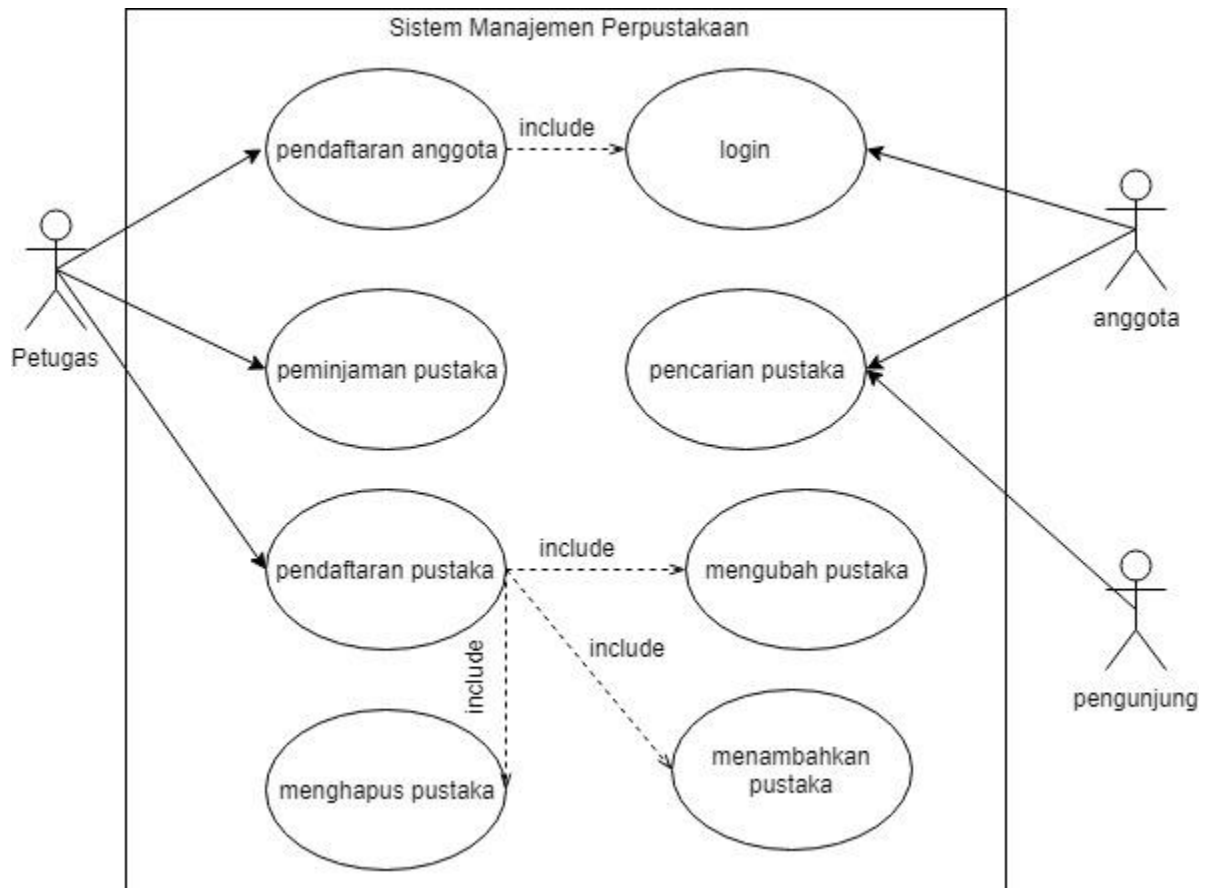 Sistem Manajemen Perpustakaan
pendaftaran anggota
include
login
Petugas
anggota
peminjaman pustaka
pencarian pustaka
pendaftaran pustaka
include
mengubah pustaka
include
include
pengunjung
menghapus pustaka
menambahkan
pustaka